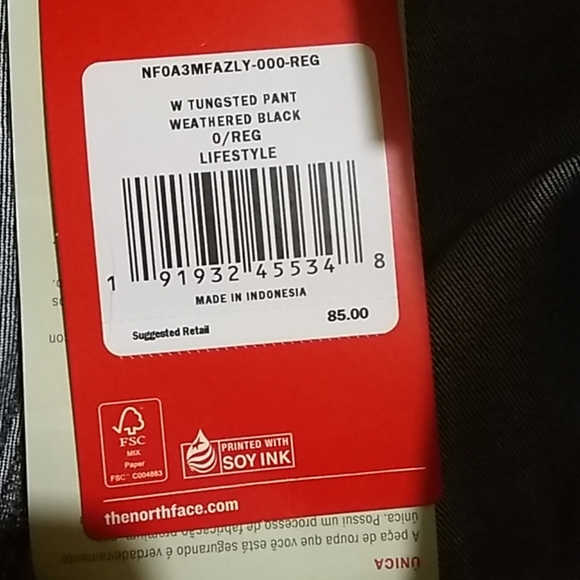 NF0A3MFAZLY-000-REG
W TUNGSTED PANT
WEATHERED BLACK
0/REG
LIFESTYLE
1 91932 45534 8
MADE IN INDONESIA
Suggested Retail 85.00
FSC
MIX
Paper
FSC™ C004883
PRINTED WITH
SOY INK
thenorthface.com
ÚNICA
A peça de roupa que você está segurando é verdadeiramente
única. Possui um processo de fabricação